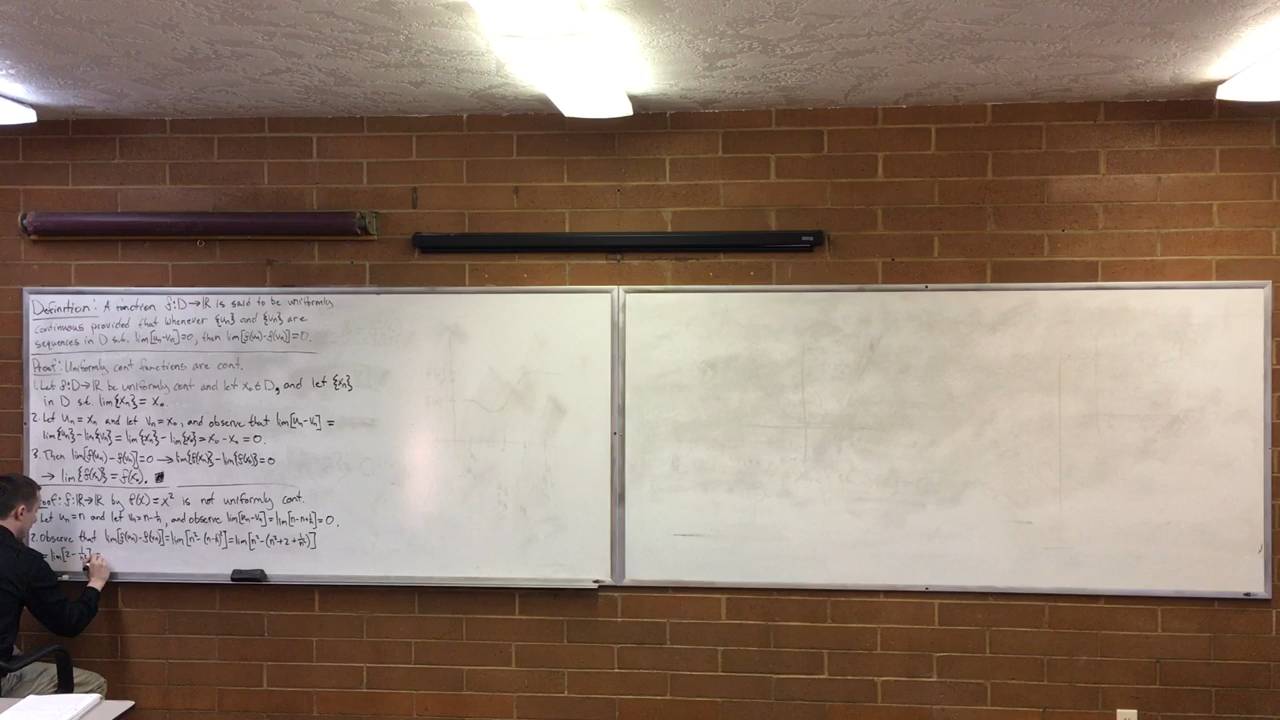 Definition: A function f:D→ℝ is said to be uniformly
continuous provided that whenever {uₙ} and {vₙ} are
sequences in D s.t. lim[uₙ-vₙ]=0, then lim[f(uₙ)-f(vₙ)]=0.
Proof: Uniformly cont functions are cont.
1. Let f:D→ℝ be uniformly cont and let x₀∈D, and let {xₙ}
in D s.t. lim{xₙ}=x₀.
2. Let uₙ=xₙ and let vₙ=x₀, and observe that lim[uₙ-vₙ]=
lim{uₙ}-lim{vₙ}=lim{xₙ}-lim{x₀}=x₀-x₀=0.
3. Then lim[f(uₙ)-f(vₙ)]=0 →lim{f(xₙ)}-lim{f(x₀)}=0
→ lim{f(xₙ)}=f(x₀). ■
oof: f:ℝ→ℝ by f(x)=x² is not uniformly cont.
Let uₙ=n and let vₙ=n-1/n, and observe lim[uₙ-vₙ]=lim[n-n+1/n]=0.
2. Observe that lim[f(uₙ)-f(vₙ)]=lim[n²-(n-1/n)²]=lim[n²-(n²+2+1/n²)]
=lim[2-1/n²]=